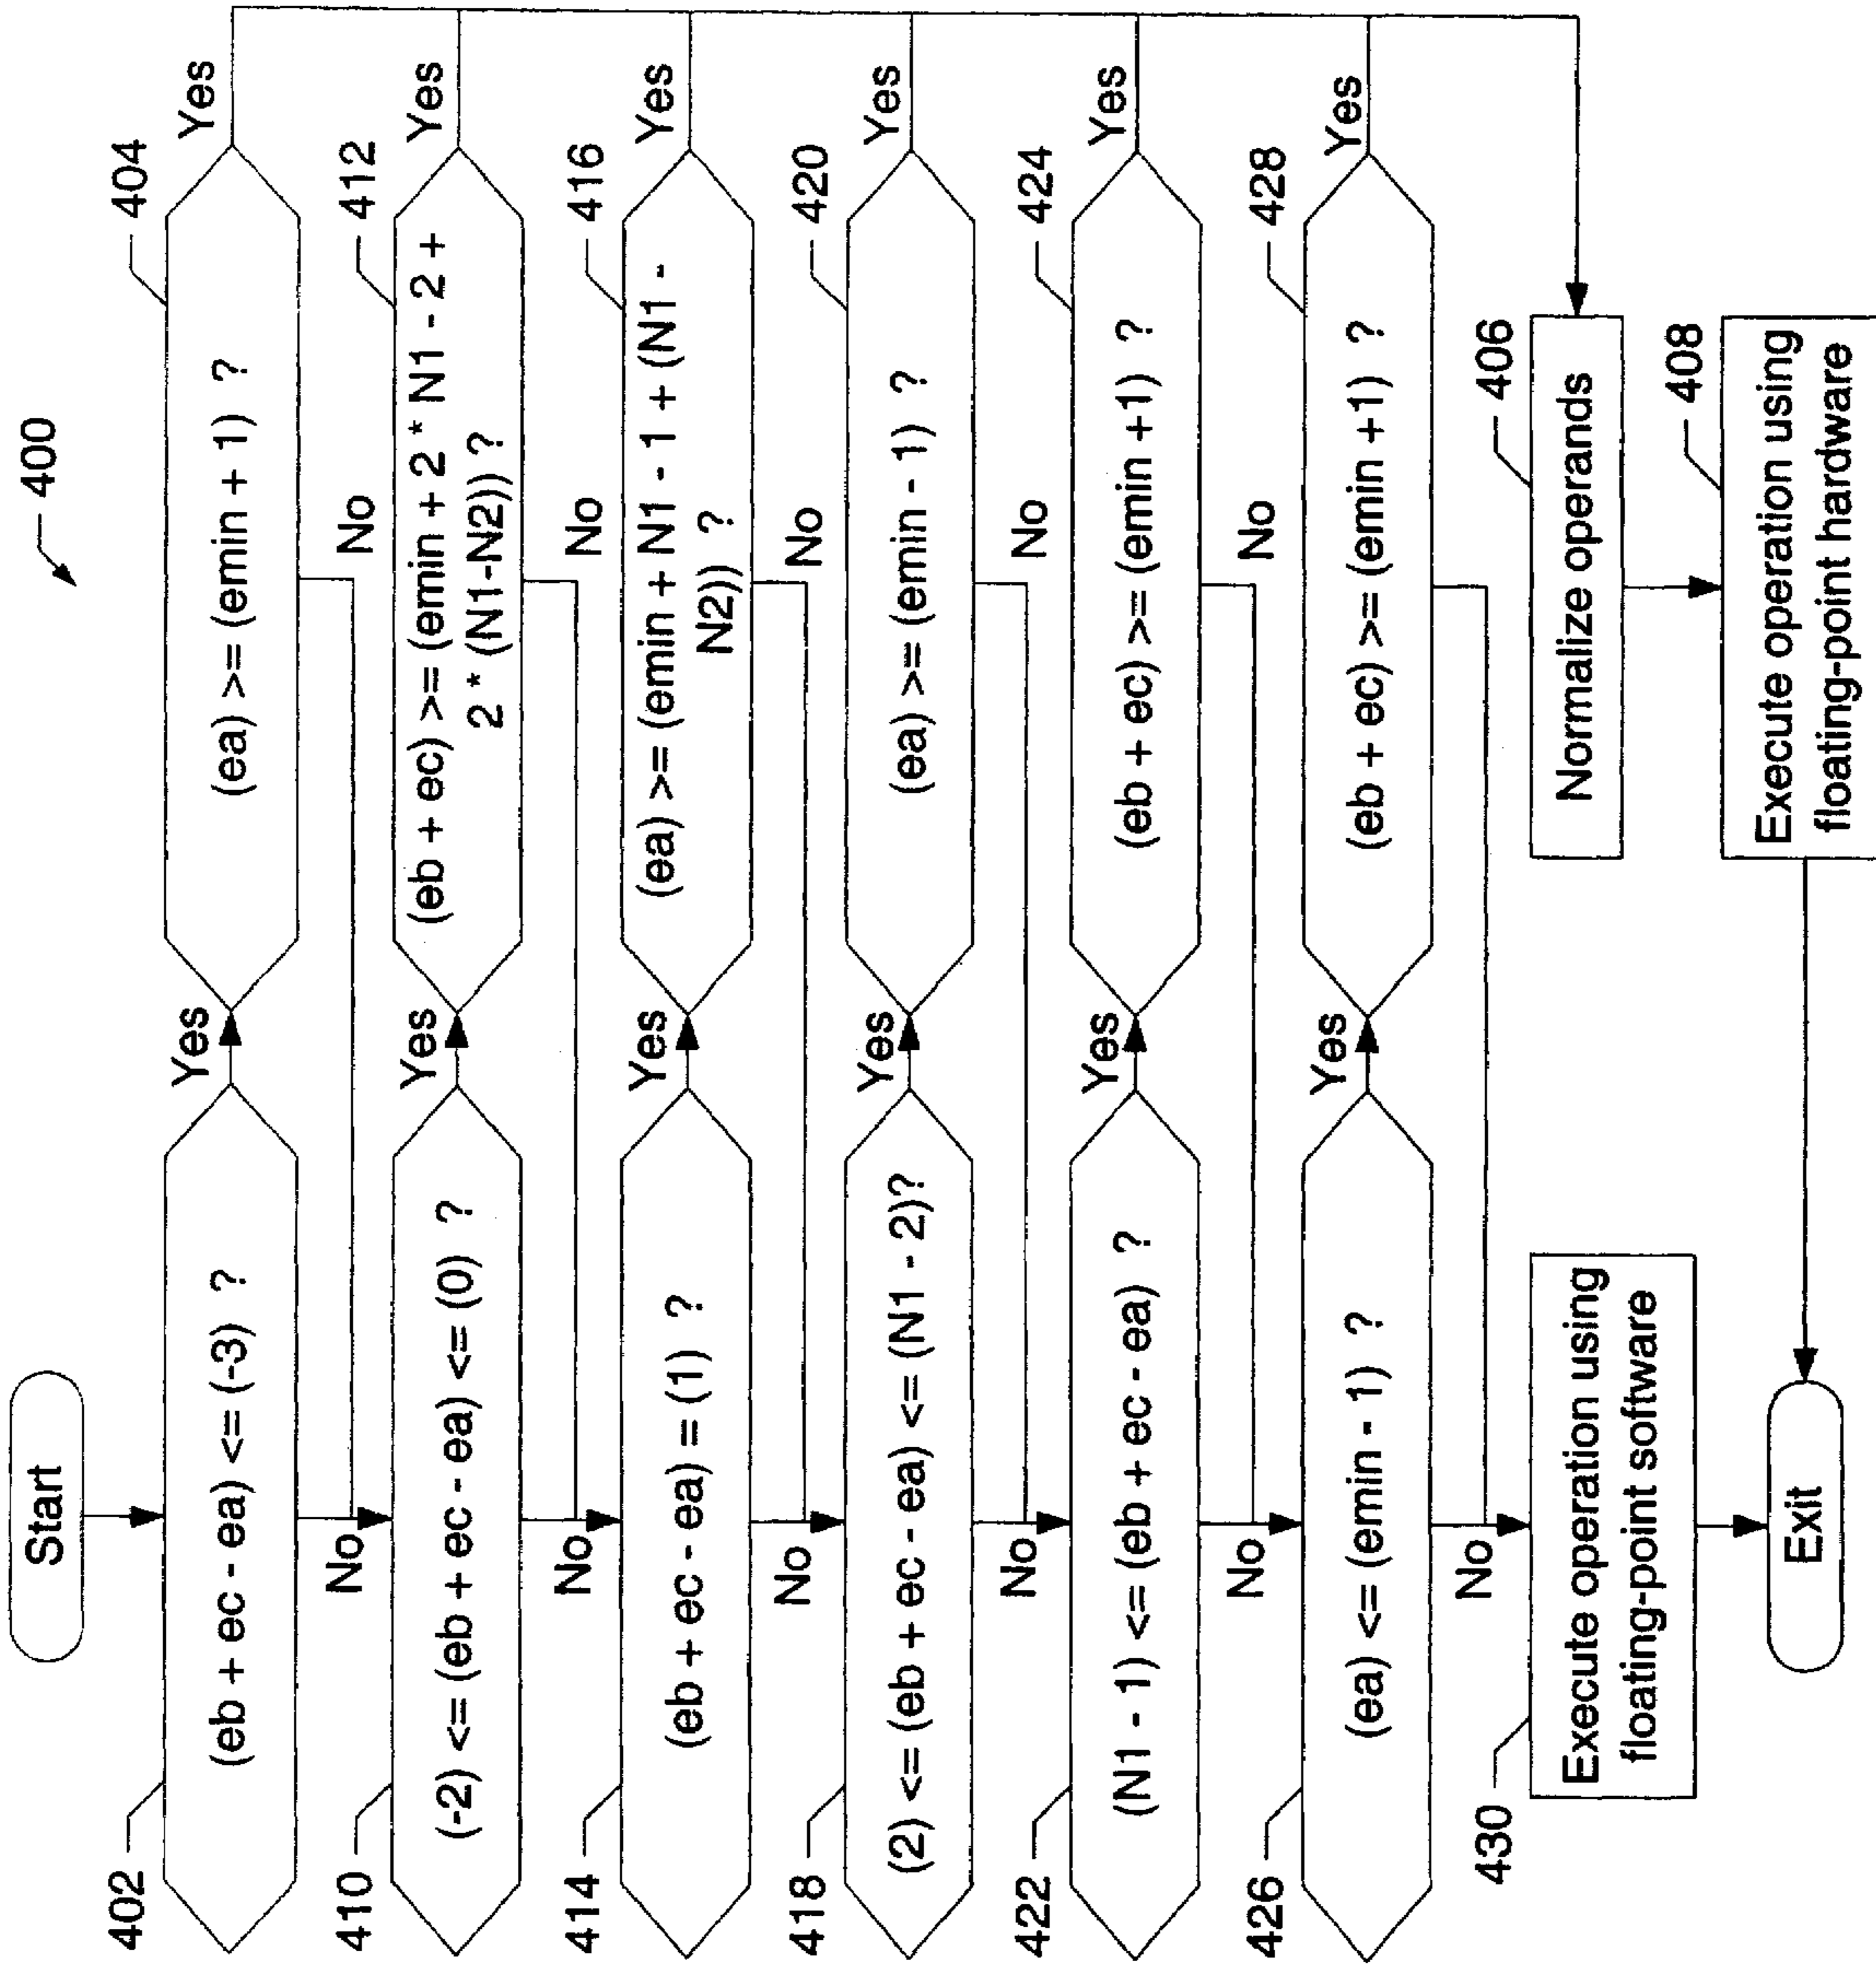 400
Start
402
(eb + ec - ea) <= (-3) ?
Yes
404
(ea) >= (emin + 1) ?
Yes
No
No
410
(-2) <= (eb + ec - ea) <= (0) ?
Yes
412
(eb + ec) >= (emin + 2 * N1 - 2 +
2 * (N1-N2)) ?
Yes
No
No
414
(eb + ec - ea) = (1) ?
Yes
416
(ea) >= (emin + N1 - 1 + (N1 -
N2)) ?
Yes
No
No
418
(2) <= (eb + ec - ea) <= (N1 - 2)?
Yes
420
(ea) >= (emin - 1) ?
Yes
No
No
422
(N1 - 1) <= (eb + ec - ea) ?
Yes
424
(eb + ec) >= (emin +1) ?
Yes
No
No
426
(ea) <= (emin - 1) ?
Yes
428
(eb + ec) >= (emin +1) ?
Yes
No
430
Execute operation using
floating-point software
406
Normalize operands
408
Execute operation using
floating-point hardware
Exit